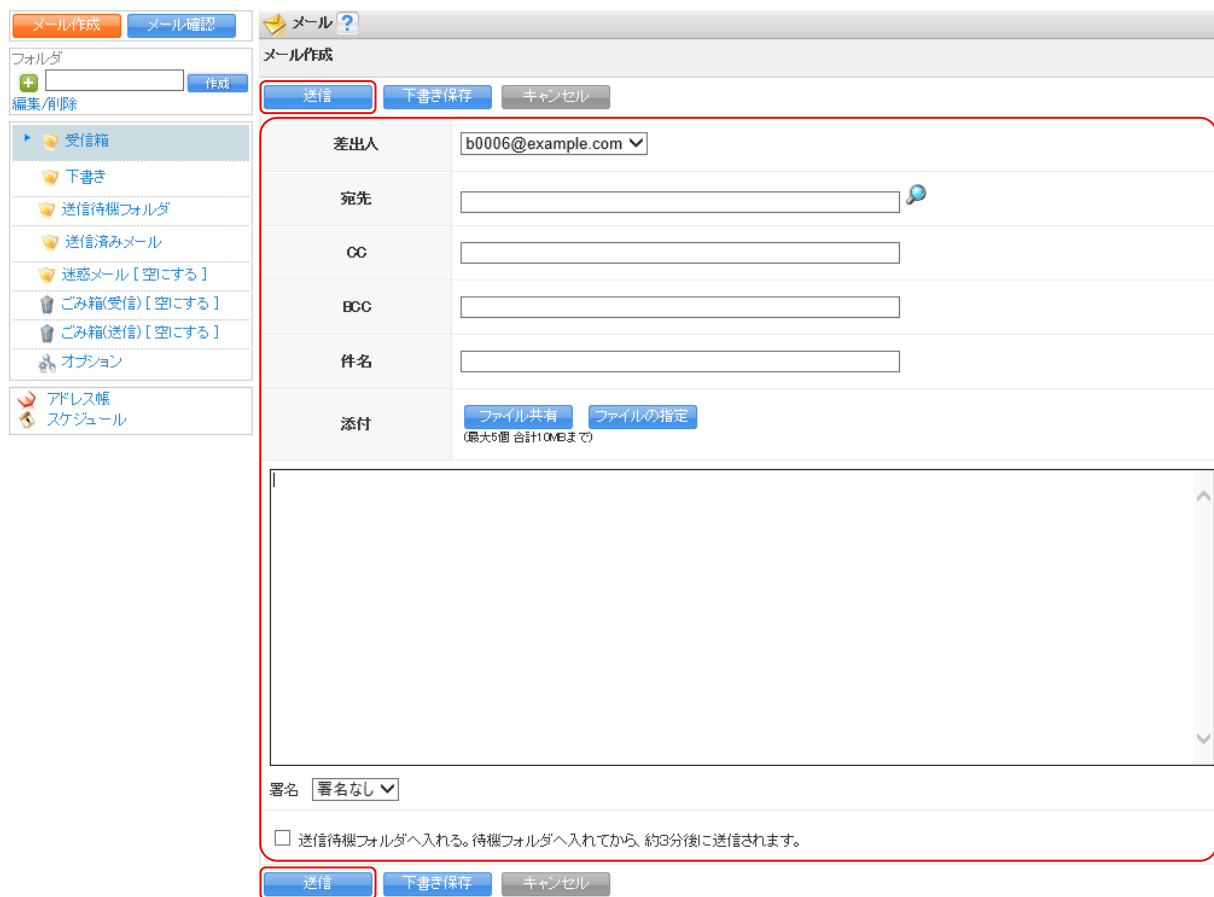 メール作成 メール確認
フォルダ
作成
編集/削除
受信箱
下書き
送信待機フォルダ
送信済みメール
迷惑メール [ 空にする ]
ごみ箱(受信) [ 空にする ]
ごみ箱(送信) [ 空にする ]
オプション
アドレス帳
スケジュール
メール ?
メール作成
送信 下書き保存 キャンセル
差出人 b0006@example.com
宛先
CC
BCC
件名
添付 ファイル共有 ファイルの指定
(最大5個 合計10MBまで)
署名 署名なし
送信待機フォルダへ入れる。待機フォルダへ入れてから、約3分後に送信されます。
送信 下書き保存 キャンセル